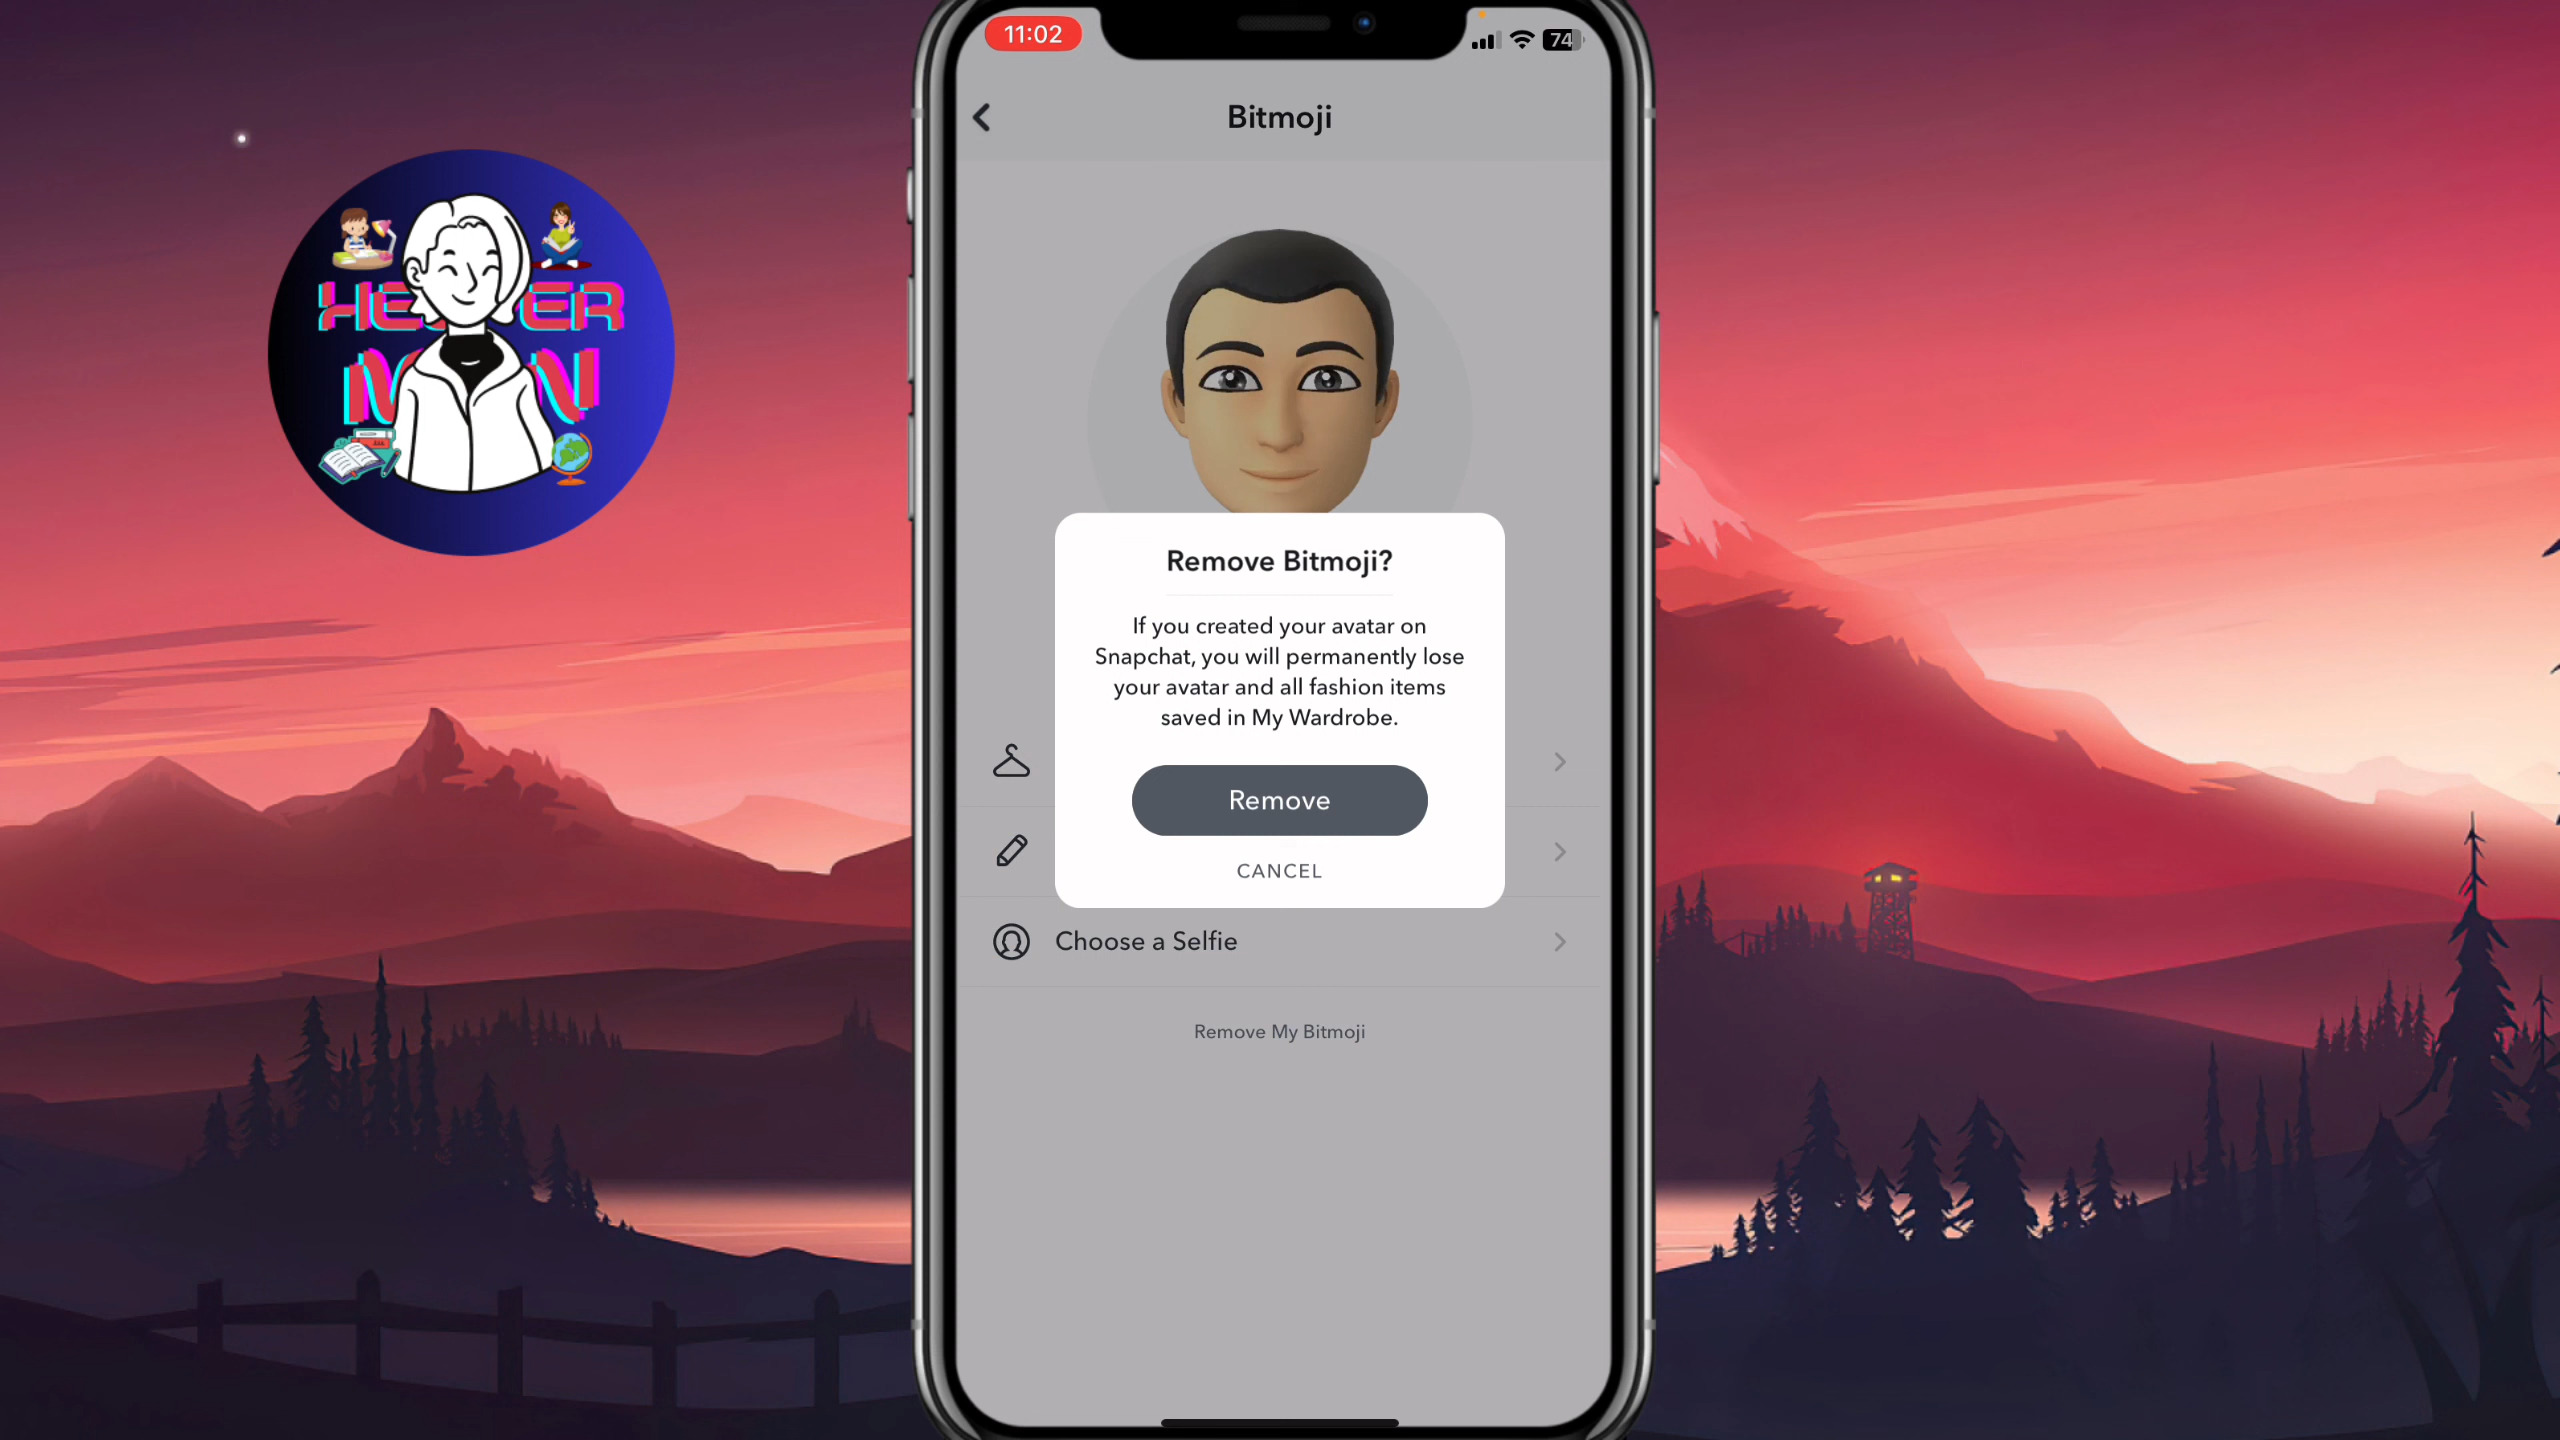 11:02
74
Bitmoji
Remove Bitmoji?
If you created your avatar on
Snapchat, you will permanently lose
your avatar and all fashion items
saved in My Wardrobe.
Remove
CANCEL
Choose a Selfie
Remove My Bitmoji